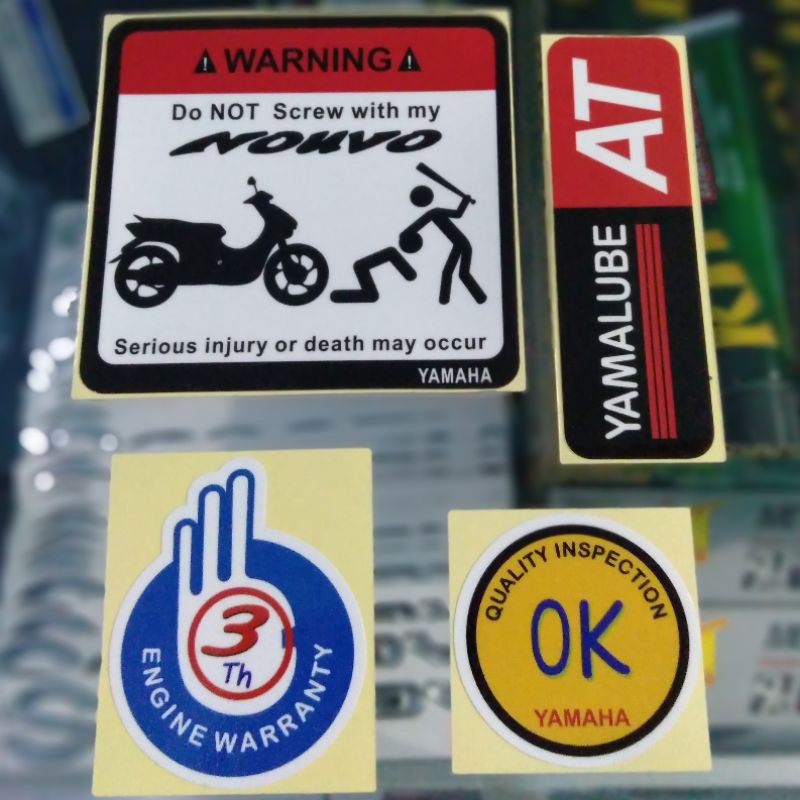 WARNING
Do NOT Screw with my
NOUVO
Serious injury or death may occur
YAMAHA
YAMALUBE AT
3
Th
ENGINE WARRANTY
QUALITY INSPECTION
OK
YAMAHA